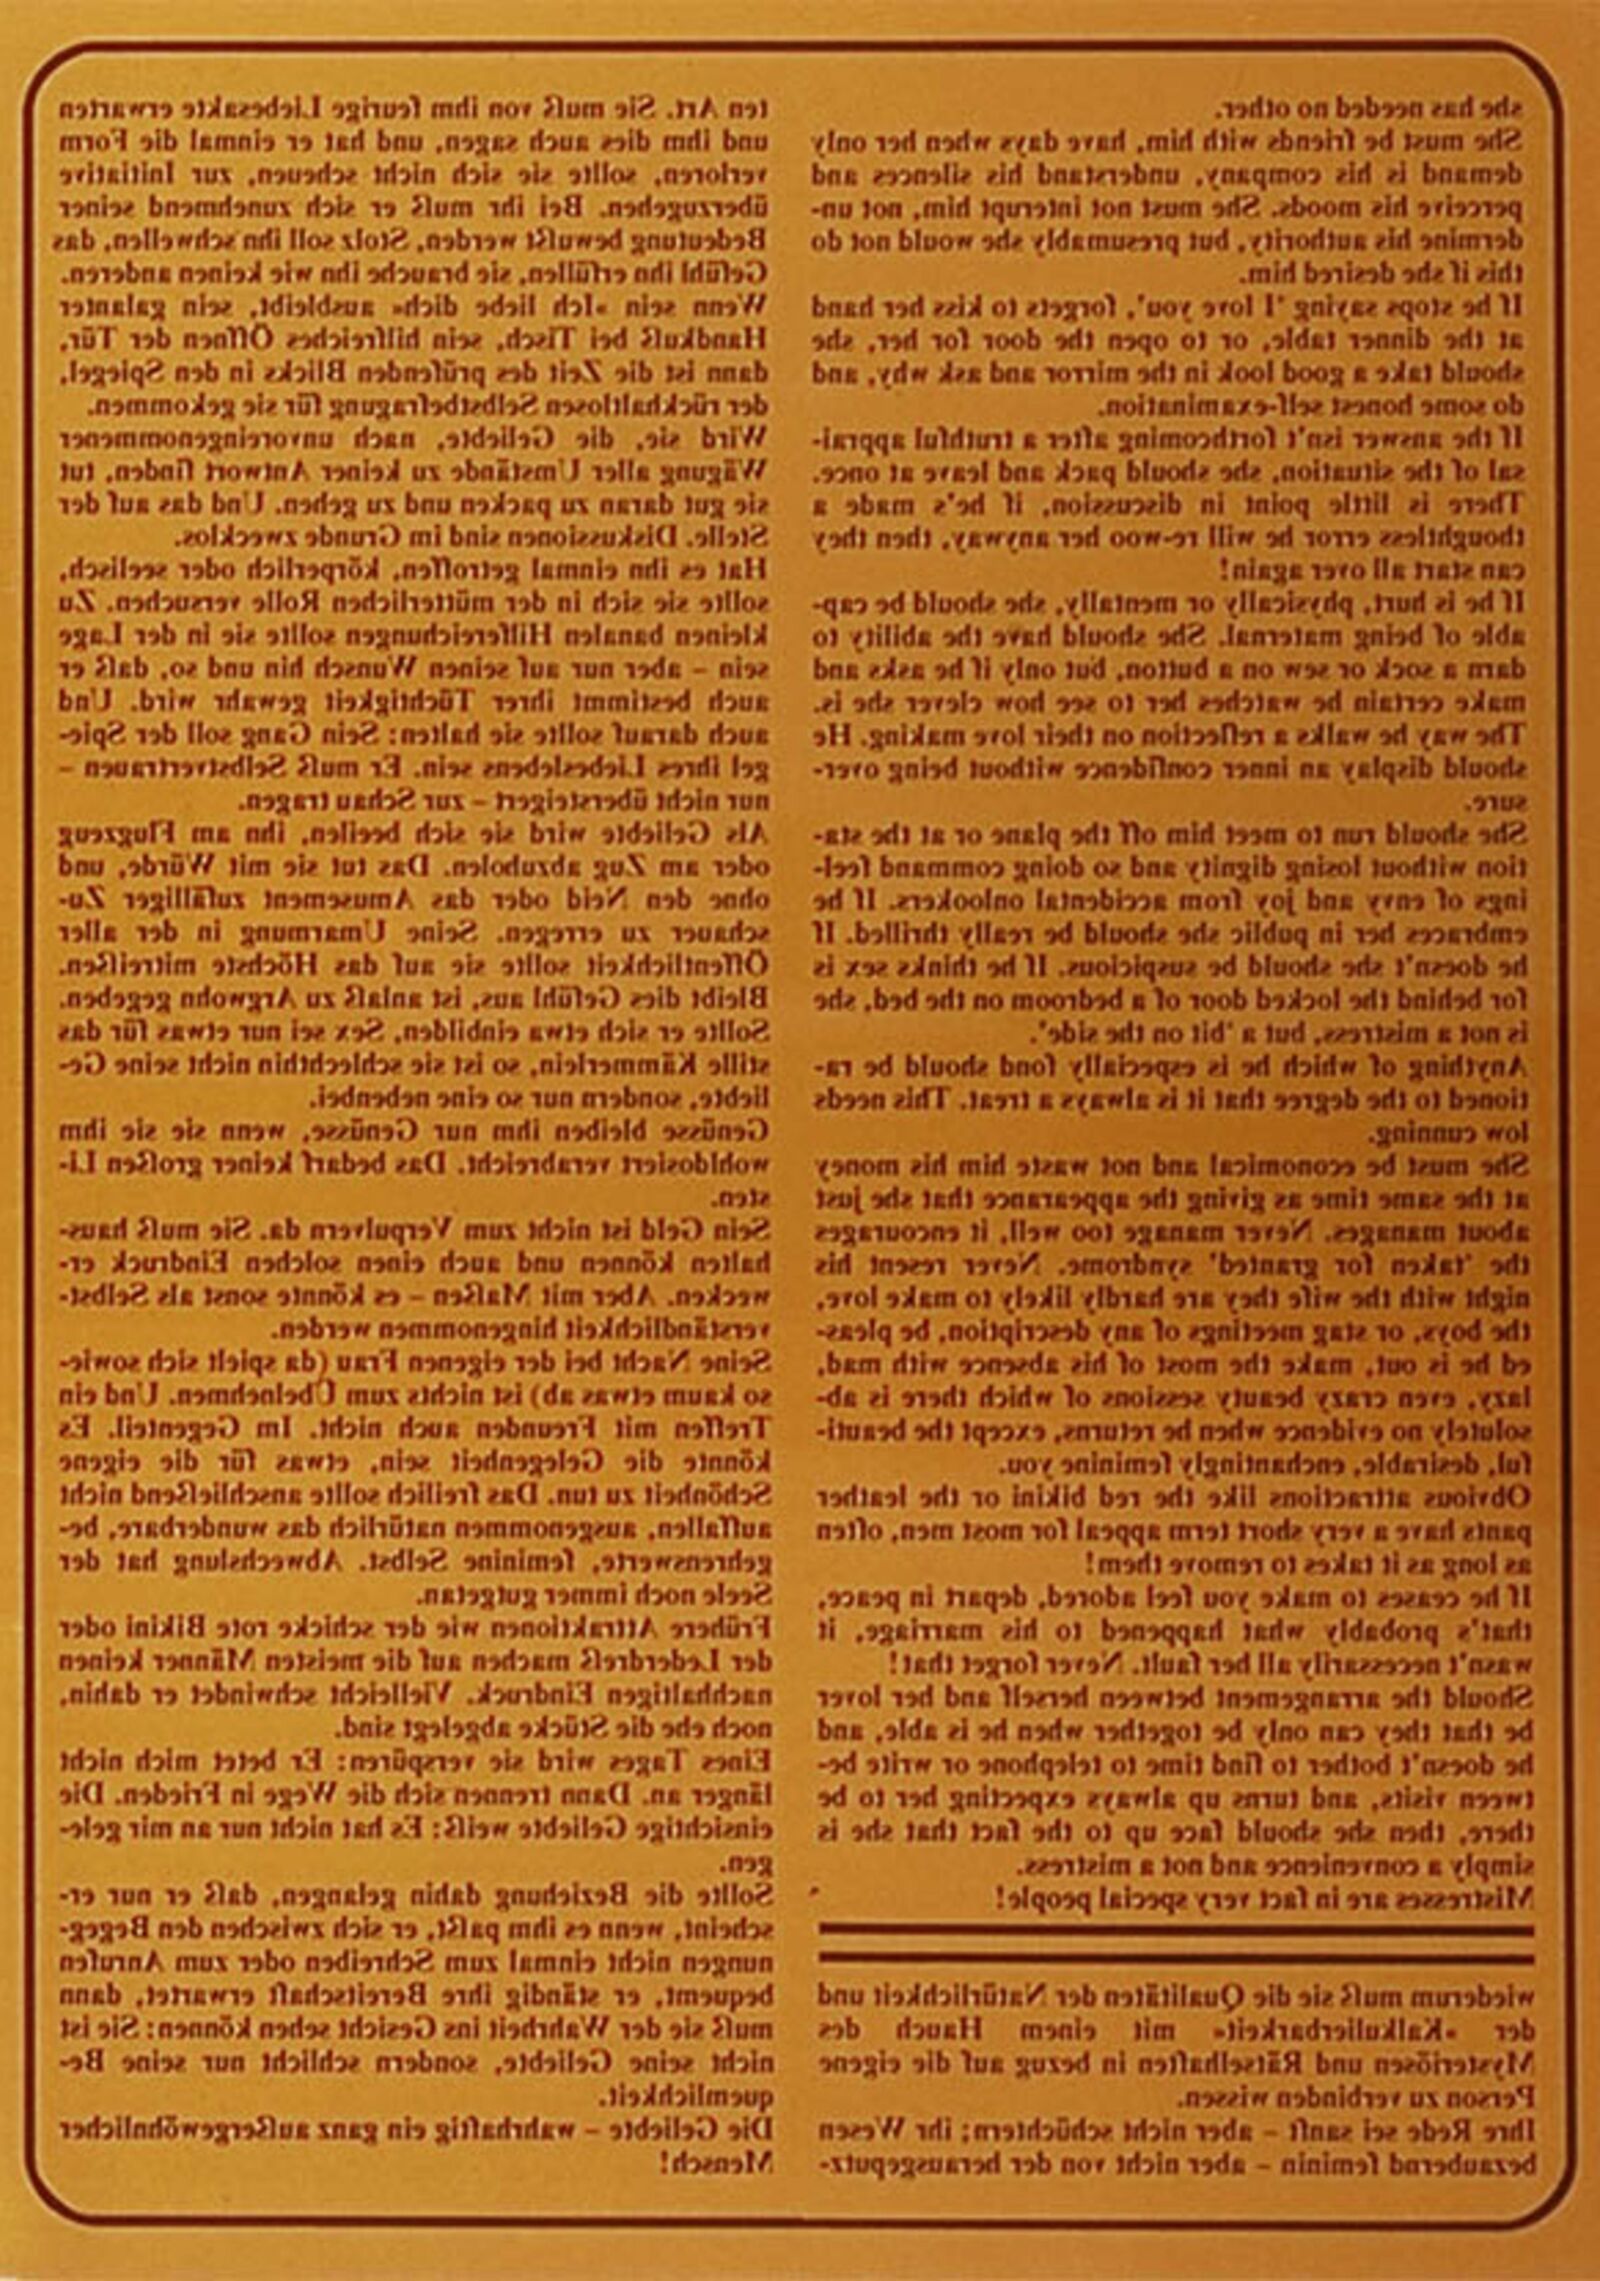 she has needed no other.
She must be friends with him, have days when her only
demand is his company, understand his silences and
perceive his moods. She must not interupt him, not un-
dermine his authority, but presumably she would not do
this if she desired him.
If he stops saying 'I love you', forgets to kiss her hand
at the dinner table, or to open the door for her, she
should take a good look in the mirror and ask why, and
do some honest self-examination.
If the answer isn't forthcoming after a truthful apprai-
sal of the situation, she should pack and leave at once.
There is little point in discussion, if he's made a
thoughtless error he will re-woo her anyway, then they
can start all over again!
If he is hurt, physically or mentally, she should be cap-
able of being maternal. She should have the ability to
darn a sock or sew on a button, but only if he asks and
make certain he watches her to see how clever she is.
The way he walks a reflection on their love making. He
should display an inner confidence without being over-
sure.
She should run to meet him off the plane or at the sta-
tion without losing dignity and so doing command feel-
ings of envy and joy from accidental onlookers. If he
embraces her in public she should be really thrilled. If
he doesn't she should be suspicious. If he thinks sex is
for behind the locked door of a bedroom on the bed, she
is not a mistress, but a 'bit on the side'.
Anything of which he is especially fond should be ra-
tioned to the degree that it is always a treat. This needs
low cunning.
She must be economical and not waste him his money
at the same time as giving the appearance that she just
about manages. Never manage too well, it encourages
the 'taken for granted' syndrome. Never resent his
night with the wife they are hardly likely to make love,
the boys, or stag meetings of any description, be pleas-
ed he is out, make the most of his absence with mad,
lazy, even crazy beauty sessions of which there is ab-
solutely on evidence when he returns, except the beauti-
ful, desirable, enchantingly feminine you.
Obvious attractions like the red bikini or the leather
pants have a very short term appeal for most men, often
as long as it takes to remove them!
If he ceases to make you feel adored, depart in peace,
that's probably what happened to his marriage, it
wasn't necessarily all her fault. Never forget that!
Should the arrangement between herself and her lover
be that they can only be together when he is able, and
he doesn't bother to find time to telephone or write be-
tween visits, and turns up always expecting her to be
there, then she should face up to the fact that she is
simply a convenience and not a mistress.
Mistresses are in fact very special people!
wiederum muß sie die Qualitäten der Natürlichkeit und
der »Kalkulierbarkeit« mit einem Hauch des
Mysteriösen und Rätselhaften in bezug auf die eigene
Person zu verbinden wissen.
Ihre Rede sei sanft – aber nicht schüchtern; ihr Wesen
bezaubernd feminin – aber nicht von der herausgeputz-
ten Art. Sie muß von ihm feurige Liebesakte erwarten
und ihm dies auch sagen, und hat er einmal die Form
verloren, sollte sie sich nicht scheuen, zur Initiative
überzugehen. Bei ihr muß er sich zunehmend seiner
Bedeutung bewußt werden, Stolz soll ihn schwellen, das
Gefühl ihn erfüllen, sie brauche ihn wie keinen anderen.
Wenn sein »Ich liebe dich« ausbleibt, sein galanter
Handkuß bei Tisch, sein hilfreiches Öffnen der Tür,
dann ist die Zeit des prüfenden Blicks in den Spiegel,
der rückhaltlosen Selbstbefragung für sie gekommen.
Wird sie, die Geliebte, nach unvoreingenommener
Wägung aller Umstände zu keiner Antwort finden, tut
sie gut daran zu packen und zu gehen. Und das auf der
Stelle. Diskussionen sind im Grunde zwecklos.
Hat es ihn einmal getroffen, körperlich oder seelisch,
sollte sie sich in der mütterlichen Rolle versuchen. Zu
kleinen banalen Hilfereichungen sollte sie in der Lage
sein – aber nur auf seinen Wunsch hin und so, daß er
auch bestimmt ihrer Tüchtigkeit gewahr wird. Und
auch darauf sollte sie halten: Sein Gang soll der Spie-
gel ihres Liebeslebens sein. Er muß Selbstvertrauen –
nur nicht übersteigert – zur Schau tragen.
Als Geliebte wird sie sich beeilen, ihn am Flugzeug
oder am Zug abzuholen. Das tut sie mit Würde, und
ohne den Neid oder das Amusement zufälliger Zu-
schauer zu erregen. Seine Umarmung in der aller
Öffentlichkeit sollte sie auf das Höchste mitreißen.
Bleibt dies Gefühl aus, ist anlaß zu Argwohn gegeben.
Sollte er sich etwa einbilden, Sex sei nur etwas für das
stille Kämmerlein, so ist sie schlechthin nicht seine Ge-
liebte, sondern nur so eine nebenbei.
Genüsse bleiben ihm nur Genüsse, wenn sie sie ihm
wohldosiert verabreicht. Das bedarf keiner großen Li-
sten.
Sein Geld ist nicht zum Verpulvern da. Sie muß haus-
halten können und auch einen solchen Eindruck er-
wecken. Aber mit Maßen – es könnte sonst als Selbst-
verständlichkeit hingenommen werden.
Seine Nacht bei der eigenen Frau (da spielt sich sowie-
so kaum etwas ab) ist nichts zum Übelnehmen. Und ein
Treffen mit Freunden auch nicht. Im Gegenteil. Es
könnte die Gelegenheit sein, etwas für die eigene
Schönheit zu tun. Das freilich sollte anschließend nicht
auffallen, ausgenommen natürlich das wunderbare, be-
gehrenswerte, feminine Selbst. Abwechslung hat der
Seele noch immer gutgetan.
Frühere Attraktionen wie der schicke rote Bikini oder
der Lederdreß machen auf die meisten Männer keinen
nachhaltigen Eindruck. Vielleicht schwindet er dahin,
noch ehe die Stücke abgelegt sind.
Eines Tages wird sie verspüren: Er betet mich nicht
länger an. Dann trennen sich die Wege in Frieden. Die
einsichtige Geliebte weiß: Es hat nicht nur an mir gele-
gen.
Sollte die Beziehung dahin gelangen, daß er nur er-
scheint, wenn es ihm paßt, er sich zwischen den Begeg-
nungen nicht einmal zum Schreiben oder zum Anrufen
bequemt, er ständig ihre Bereitschaft erwartet, dann
muß sie der Wahrheit ins Gesicht sehen können: Sie ist
nicht seine Geliebte, sondern schlicht nur seine Be-
quemlichkeit.
Die Geliebte – wahrhaftig ein ganz außergewöhnlicher
Mensch!